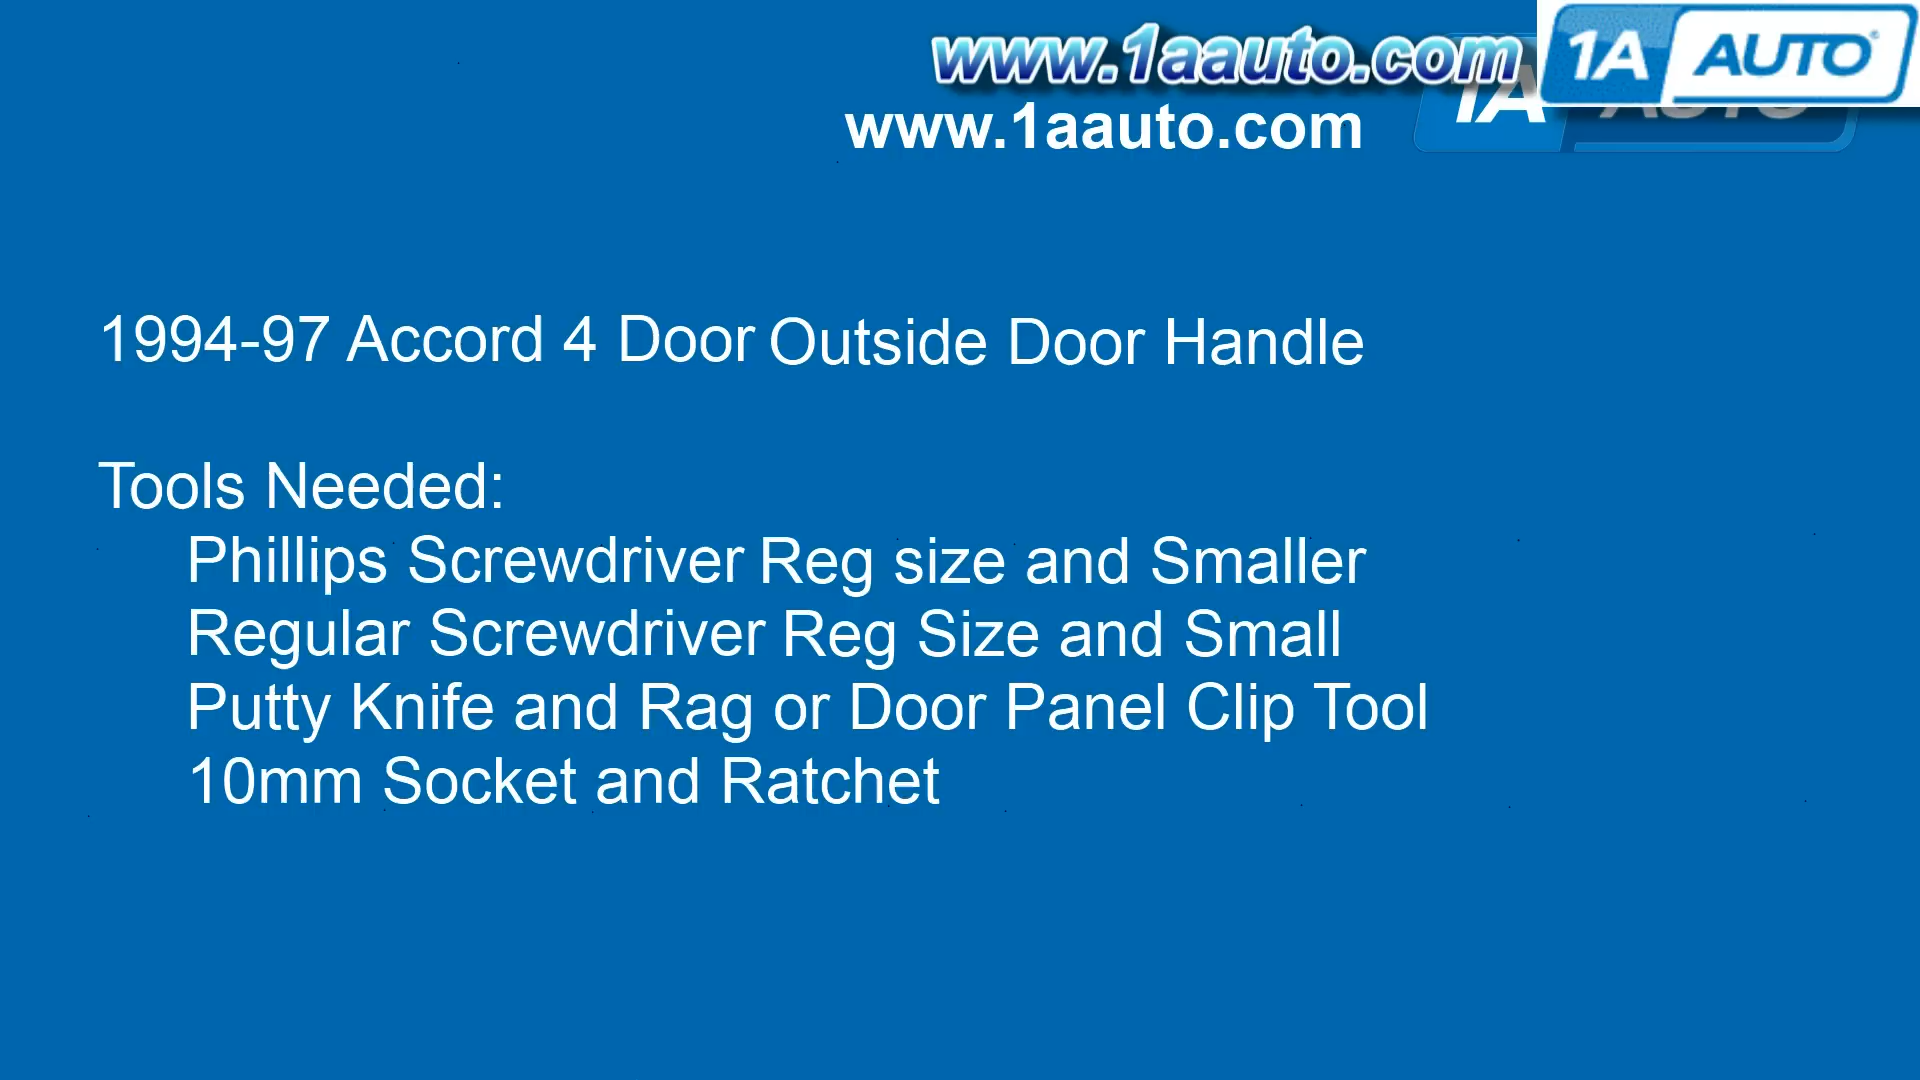 www.1aauto.com 1A AUTO
www.1aauto.com 1A AUTO
1994-97 Accord 4 Door Outside Door Handle
Tools Needed:
Phillips Screwdriver Reg size and Smaller
Regular Screwdriver Reg Size and Small
Putty Knife and Rag or Door Panel Clip Tool
10mm Socket and Ratchet